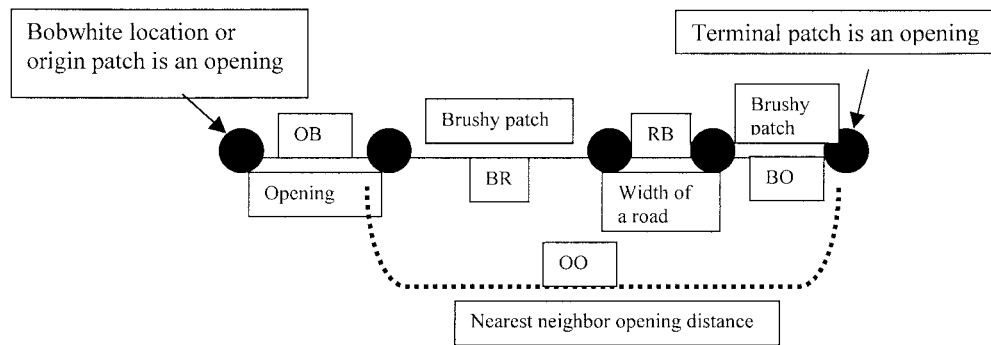 Bobwhite location or
origin patch is an opening
Terminal patch is an opening
OB
Brushy patch
RB
Brushy
patch
Opening
BR
Width of
a road
BO
OO
Nearest neighbor opening distance